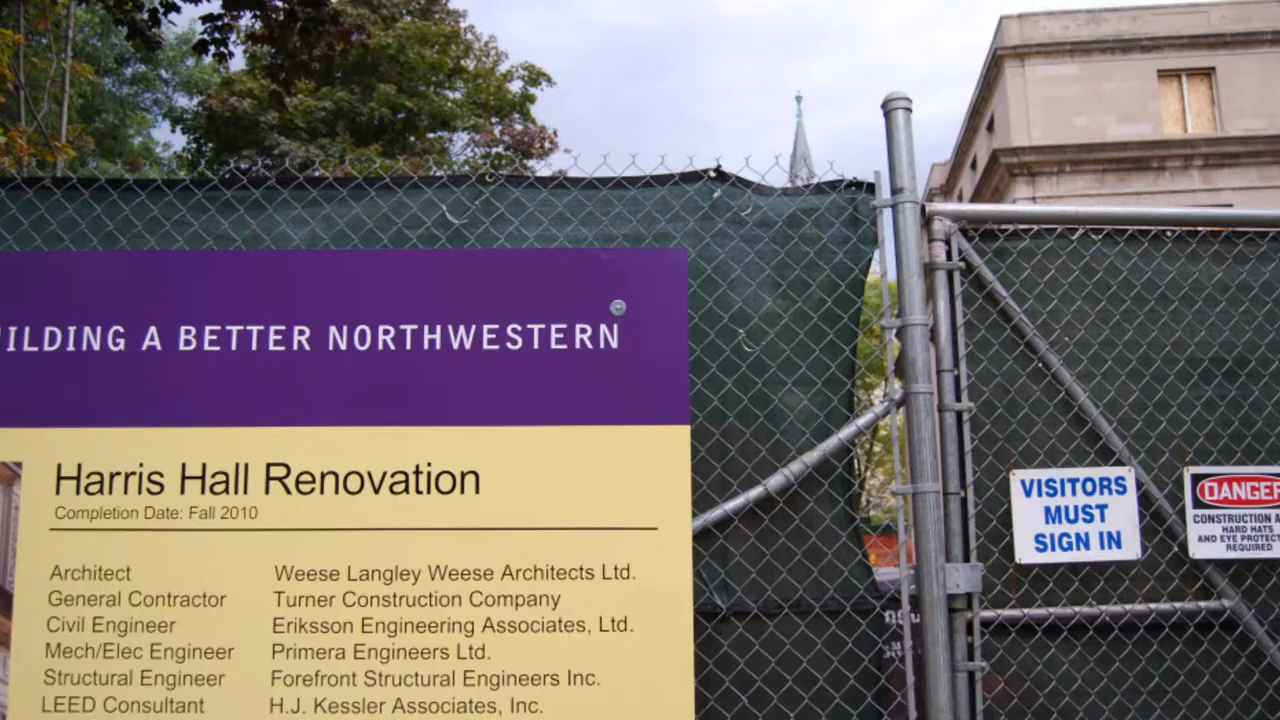 ILDING A BETTER NORTHWESTERN
Harris Hall Renovation
Completion Date: Fall 2010
Architect Weese Langley Weese Architects Ltd.
General Contractor Turner Construction Company
Civil Engineer Eriksson Engineering Associates, Ltd.
Mech/Elec Engineer Primera Engineers Ltd.
Structural Engineer Forefront Structural Engineers Inc.
LEED Consultant H.J. Kessler Associates, Inc.
VISITORS
MUST
SIGN IN
DANGER
CONSTRUCTION A
HARD HATS
AND EYE PROTECT
REQUIRED